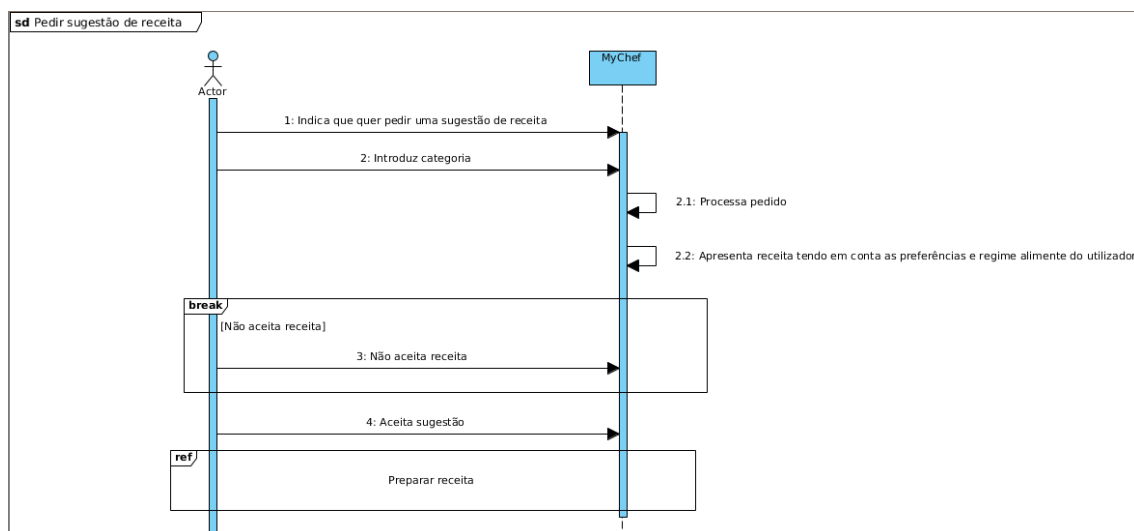 sd Pedir sugestão de receita
MyChef
Actor
1: Indica que quer pedir uma sugestão de receita
2: Introduz categoria
2.1: Processa pedido
2.2: Apresenta receita tendo em conta as preferências e regime alimente do utilizador
break
[Não aceita receita]
3: Não aceita receita
4: Aceita sugestão
ref
Preparar receita